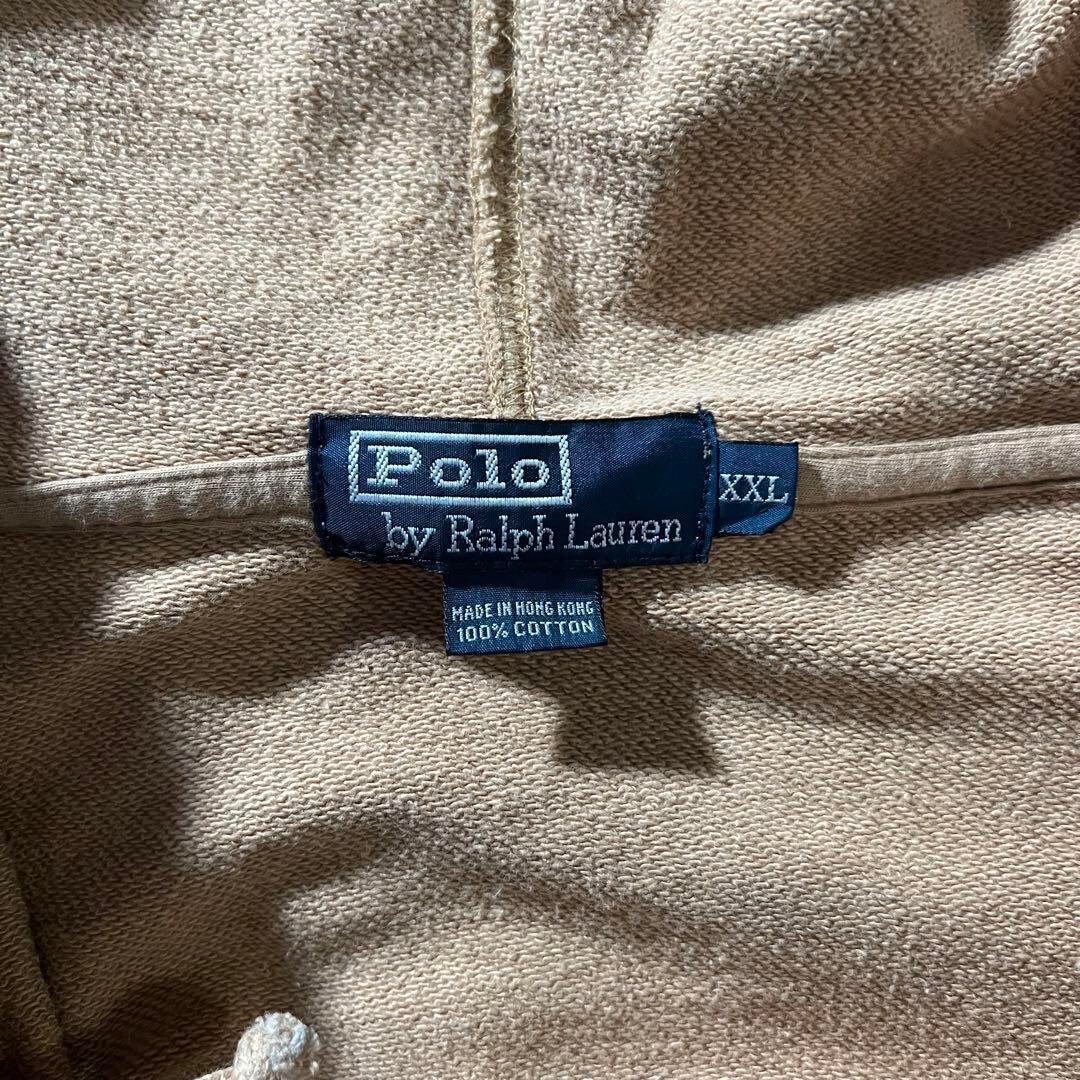 Polo
by Ralph Lauren
XXL
MADE IN HONG KONG
100% COTTON